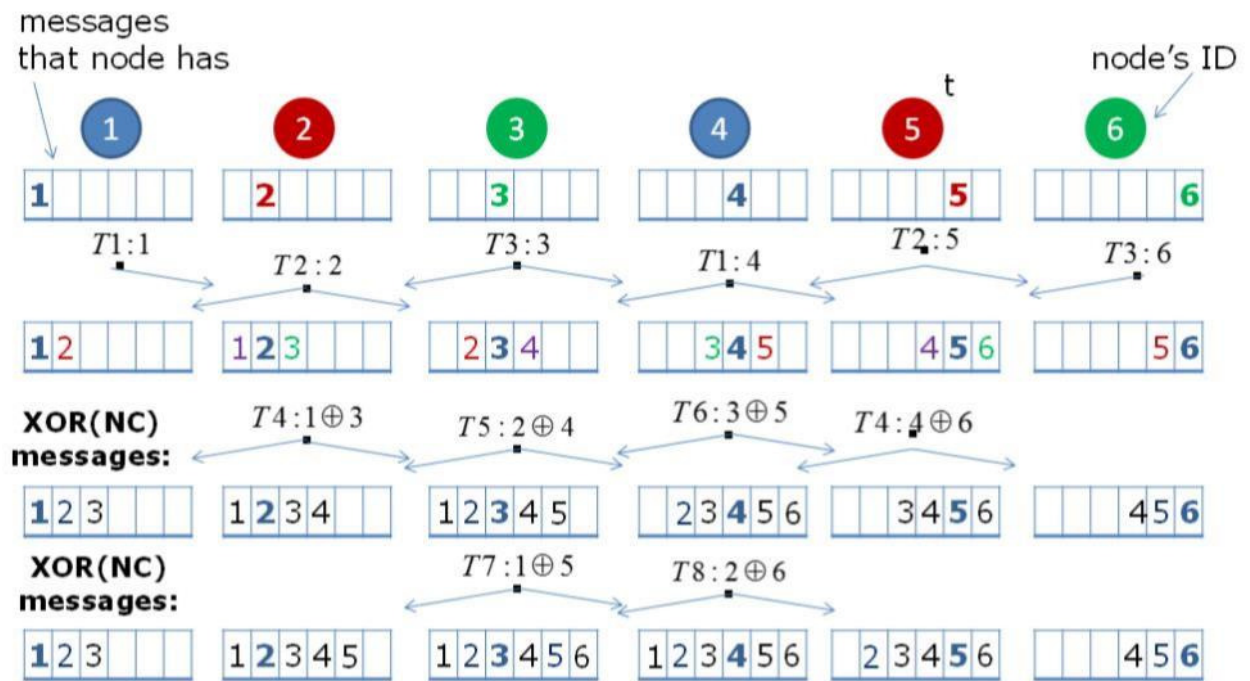 messages
that node has
node's ID
t
1 2 3 4 5 6
1 2 3 4 5 6
T1:1 T2:2 T3:3 T1:4 T2:5 T3:6
1 2 1 2 3 2 3 4 3 4 5 4 5 6 5 6
XOR(NC)
messages:
T4:1⊕3 T5:2⊕4 T6:3⊕5 T4:4⊕6
1 2 3 1 2 3 4 1 2 3 4 5 2 3 4 5 6 3 4 5 6 4 5 6
XOR(NC)
messages:
T7:1⊕5 T8:2⊕6
1 2 3 1 2 3 4 5 1 2 3 4 5 6 1 2 3 4 5 6 2 3 4 5 6 4 5 6